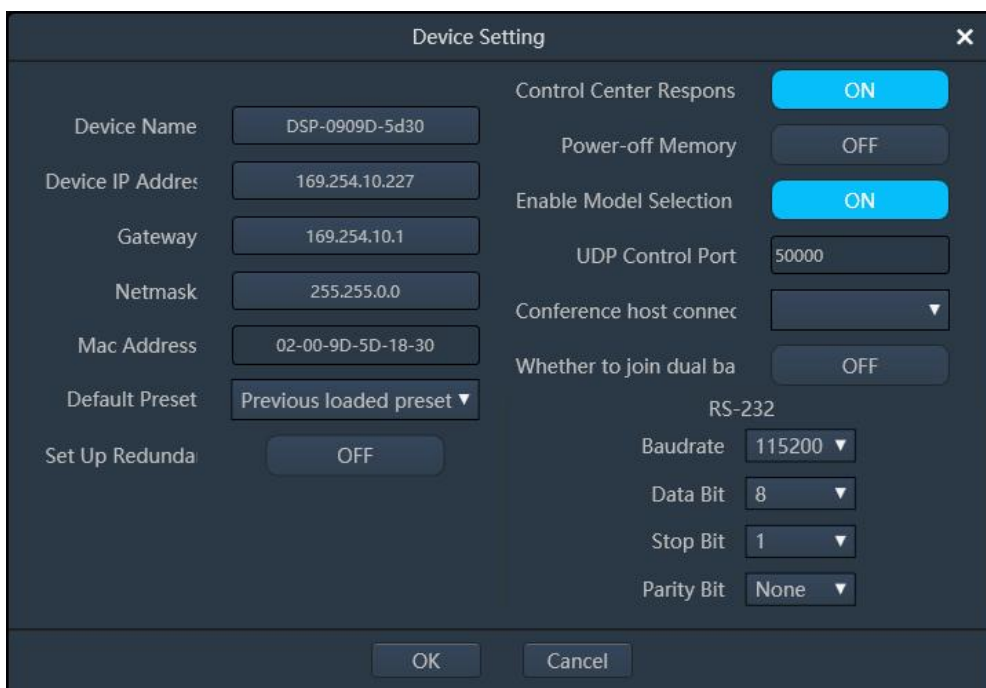 Device Setting
Device Name DSP-0909D-5d30
Device IP Addres 169.254.10.227
Gateway 169.254.10.1
Netmask 255.255.0.0
Mac Address 02-00-9D-5D-18-30
Default Preset Previous loaded preset
Set Up Redunda OFF
Control Center Respons ON
Power-off Memory OFF
Enable Model Selection ON
UDP Control Port 50000
Conference host connec
Whether to join dual ba OFF
RS-232
Baudrate 115200
Data Bit 8
Stop Bit 1
Parity Bit None
OK Cancel